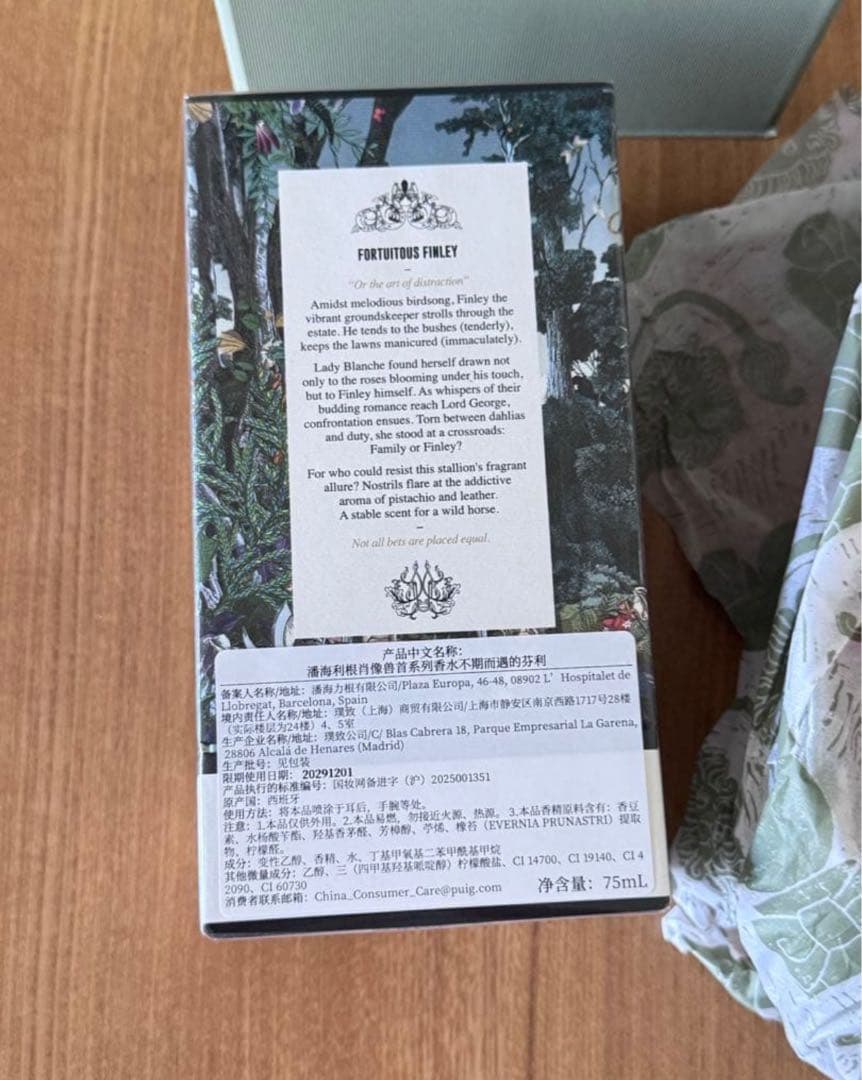 FORTUITOUS FINLEY
–
“Or the art of distraction”
Amidst melodious birdsong, Finley the
vibrant groundskeeper strolls through the
estate. He tends to the bushes (tenderly),
keeps the lawns manicured (immaculately).
Lady Blanche found herself drawn not
only to the roses blooming under his touch,
but to Finley himself. As whispers of their
budding romance reach Lord George,
confrontation ensues. Torn between dahlias
and duty, she stood at a crossroads:
Family or Finley?
For who could resist this stallion's fragrant
allure? Nostrils flare at the addictive
aroma of pistachio and leather.
A stable scent for a wild horse.
–
Not all bets are placed equal.
产品中文名称：
潘海利根肖像兽首系列香水不期而遇的芬利
备案人名称/地址：潘海力根有限公司/Plaza Europa, 46-48, 08902 L’ Hospitalet de
Llobregat, Barcelona, Spain
境内责任人名称/地址：璞致（上海）商贸有限公司/上海市静安区南京西路1717号28楼
（实际楼层为24楼）4、5室
生产企业名称/地址：璞致公司/C/ Blas Cabrera 18, Parque Empresarial La Garena,
28806 Alcalá de Henares (Madrid)
生产批号：见包装
限期使用日期：20291201
产品执行的标准编号：国妆网备进字（沪）2025001351
原产国：西班牙
使用方法：将本品喷涂于耳后，手腕等处。
注意：1.本品仅供外用。2.本品易燃，勿接近火源、热源。3.本品香精原料含有：香豆
素、水杨酸苄酯、羟基香茅醛、芳樟醇、苧烯、橡苔（EVERNIA PRUNASTRI）提取
物、柠檬醛。
成分：变性乙醇、香精、水、丁基甲氧基二苯甲酰基甲烷
其他微量成分：乙醇、三（四甲基羟基哌啶醇）柠檬酸盐、CI 14700、CI 19140、CI 4
2090、CI 60730
消费者联系邮箱：China_Consumer_Care@puig.com
净含量：75mL